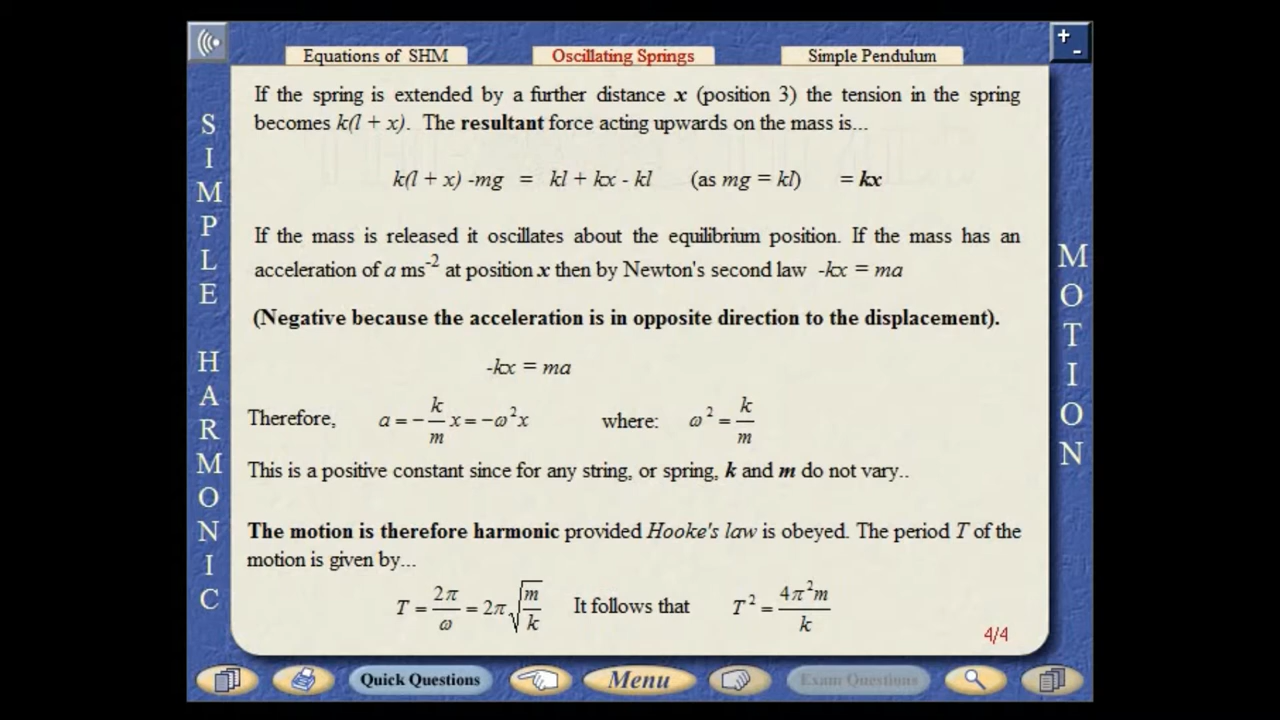 Equations of SHM
Oscillating Springs
Simple Pendulum
+
-
SIMPLE HARMONIC
MOTION
If the spring is extended by a further distance x (position 3) the tension in the spring
becomes k(l + x). The resultant force acting upwards on the mass is...
k(l + x) -mg = kl + kx - kl (as mg = kl) = kx
If the mass is released it oscillates about the equilibrium position. If the mass has an
acceleration of a ms⁻² at position x then by Newton's second law -kx = ma
(Negative because the acceleration is in opposite direction to the displacement).
-kx = ma
Therefore, a = -k/m x = -ω²x where: ω² = k/m
This is a positive constant since for any string, or spring, k and m do not vary..
The motion is therefore harmonic provided Hooke's law is obeyed. The period T of the
motion is given by...
T = 2π/ω = 2π√m/k It follows that T² = 4π²m/k
4/4
Quick Questions
Menu
Exam Questions